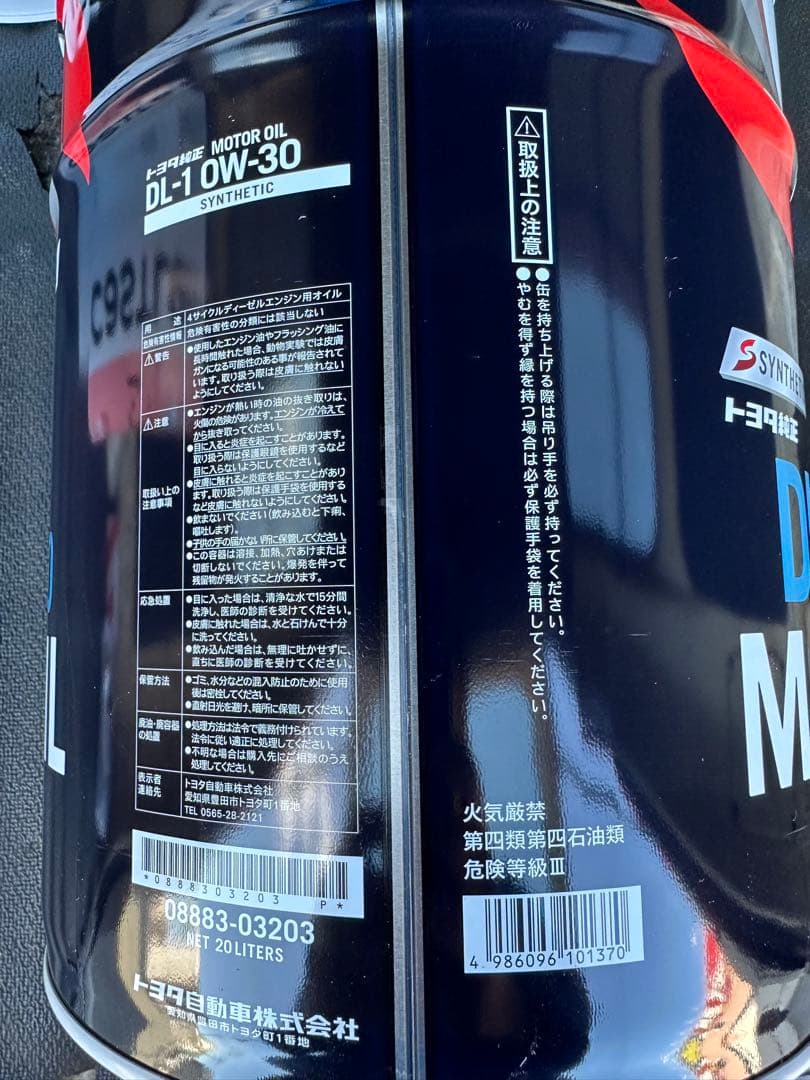 トヨタ純正 MOTOR OIL
DL-1 0W-30
SYNTHETIC
用途 4サイクルディーゼルエンジン用オイル
危険有害性情報 危険有害性の分類には該当しない
⚠警告
●使用したエンジン油やフラッシング油に
長時間触れた場合、動物実験では皮膚
ガンになる可能性のある事が報告されて
います。取り扱う際は皮膚に触れない
ようにしてください。
⚠注意
取扱い上の
注意事項
●エンジンが熱い時の油の抜き取りは、
火傷の危険があります。エンジンが冷えて
から抜き取ってください。
●目に入ると炎症を起こすことがあります。
取り扱う際は保護眼鏡を使用するなど
目に入らないようにしてください。
●皮膚に触れると炎症を起こすことがあり
ます。取り扱う際は保護手袋を使用する
など皮膚に触れないようにしてください。
●飲まないでください(飲み込むと下痢、
嘔吐します)。
●子供の手の届かない所に保管してください。
●この容器は溶接、加熱、穴あけまたは
切断しないでください。爆発を伴って
残留物が発火することがあります。
応急処置
●目に入った場合は、清浄な水で15分間
洗浄し、医師の診断を受けてください。
●皮膚に触れた場合は、水と石けんで十分
に洗ってください。
●飲み込んだ場合は、無理に吐かせずに、
直ちに医師の診断を受けてください。
保管方法
●ゴミ、水分などの混入防止のために使用
後は密栓してください。
●直射日光を避け、暗所に保管してください。
廃油・廃容器
の処置
●処理方法は法令で義務付けられています。
法令に従い適正に処理してください。
●不明な場合は購入先にご相談のうえ
処理してください。
表示者
連絡先
トヨタ自動車株式会社
愛知県豊田市トヨタ町1番地
TEL 0565-28-2121
*0888303203 P*
08883-03203
NET 20 LITERS
トヨタ自動車株式会社
愛知県豊田市トヨタ町1番地
⚠取扱上の注意
●缶を持ち上げる際は吊り手を必ず持ってください。
●やむを得ず縁を持つ場合は必ず保護手袋を着用してください。
火気厳禁
第四類第四石油類
危険等級Ⅲ
4 986096 101370
S SYNTHE
トヨタ純正
D
M
L